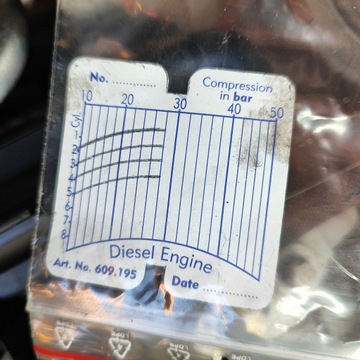 No. ............
Compression
in bar
10 20 30 40 50
Cyl.
1
2
3
4
5
6
7
8
Diesel Engine
Art. No. 609.195
Date ................
LDPE